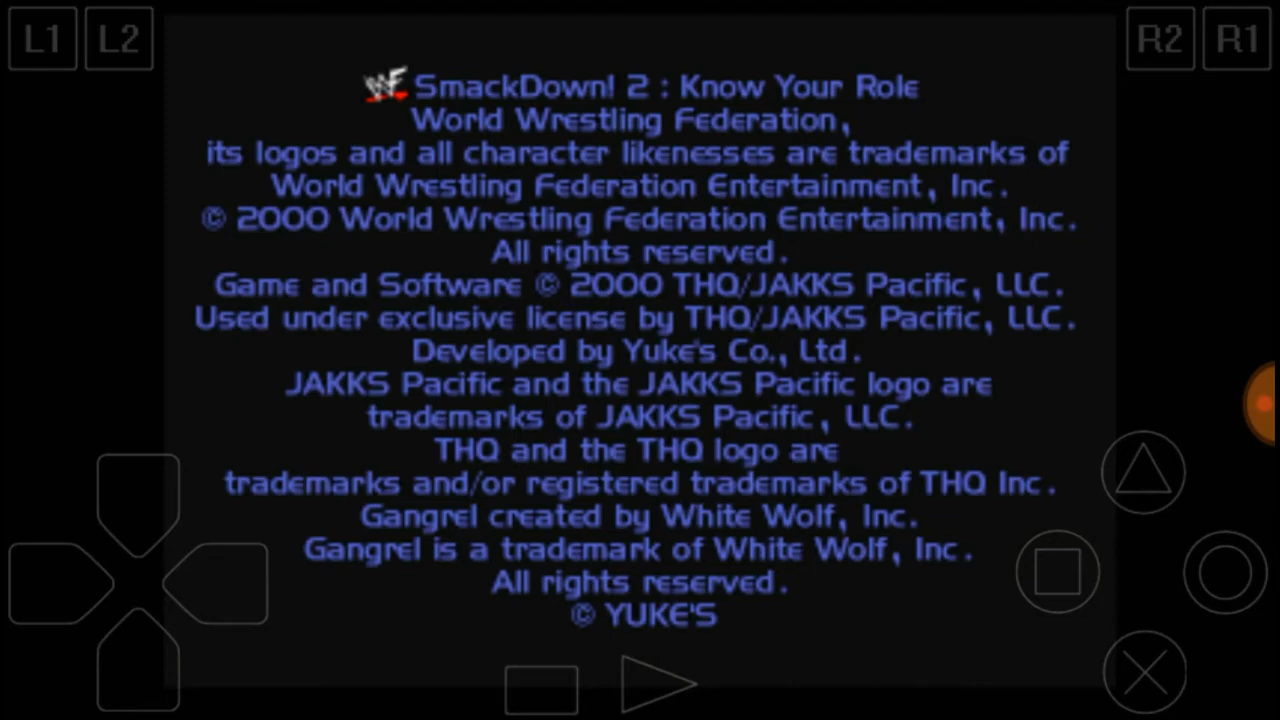 L1 L2 R2 R1
WF SmackDown! 2 : Know Your Role
World Wrestling Federation,
its logos and all character likenesses are trademarks of
World Wrestling Federation Entertainment, Inc.
© 2000 World Wrestling Federation Entertainment, Inc.
All rights reserved.
Game and Software © 2000 THQ/JAKKS Pacific, LLC.
Used under exclusive license by THQ/JAKKS Pacific, LLC.
Developed by Yuke's Co., Ltd.
JAKKS Pacific and the JAKKS Pacific logo are
trademarks of JAKKS Pacific, LLC.
THQ and the THQ logo are
trademarks and/or registered trademarks of THQ Inc.
Gangrel created by White Wolf, Inc.
Gangrel is a trademark of White Wolf, Inc.
All rights reserved.
© YUKE'S